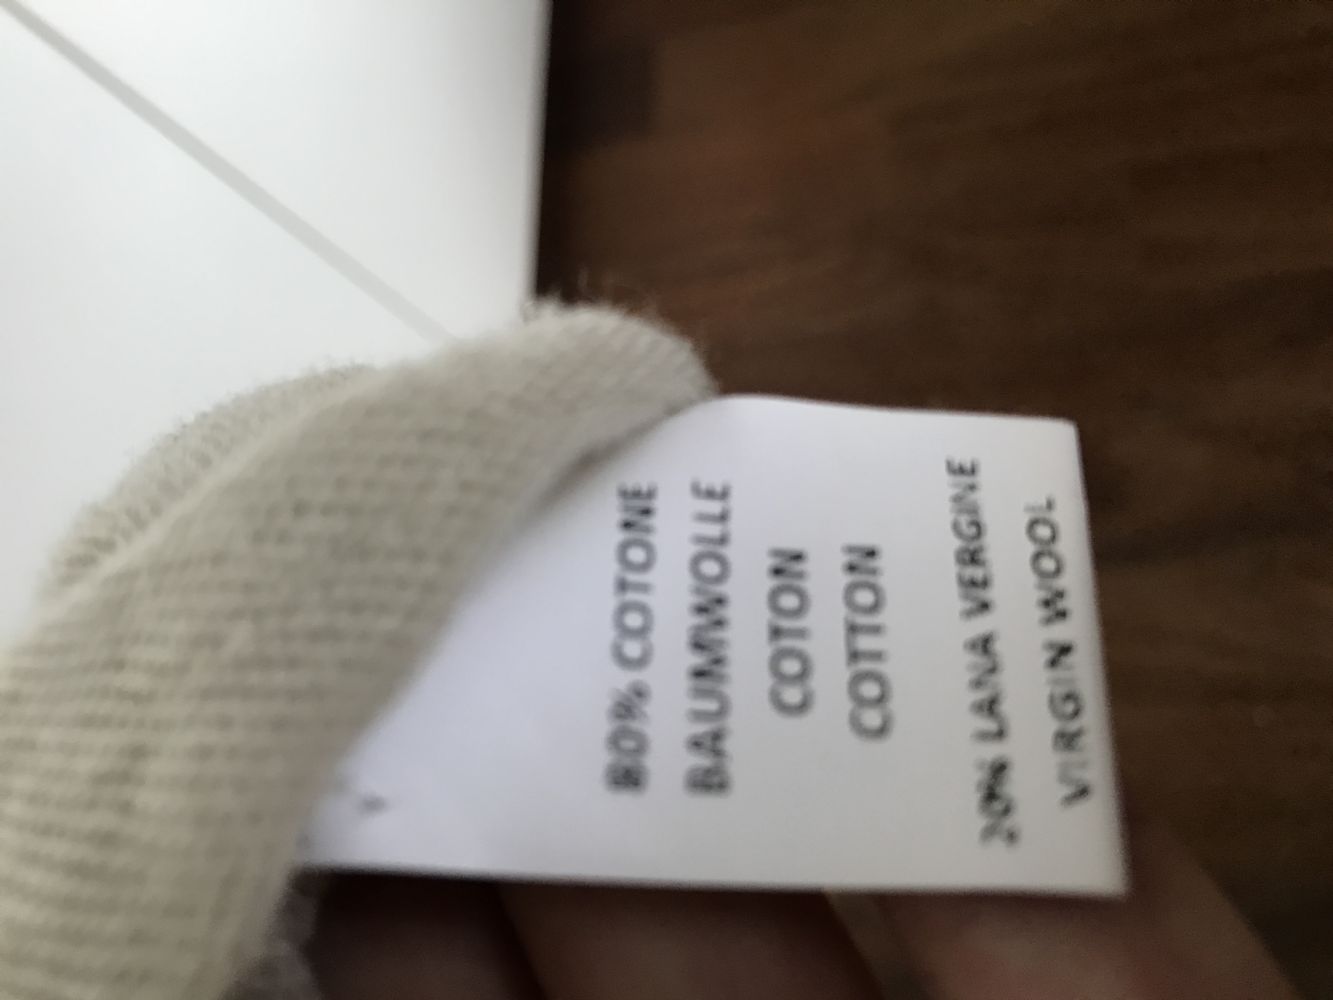 80% COTONE
BAUMWOLLE
COTON
COTTON
20% LANA VERGINE
VIRGIN WOOL